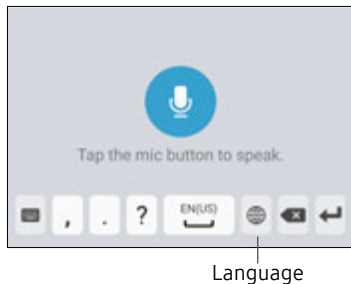 Tap the mic button to speak.
, . ? EN(US)
Language